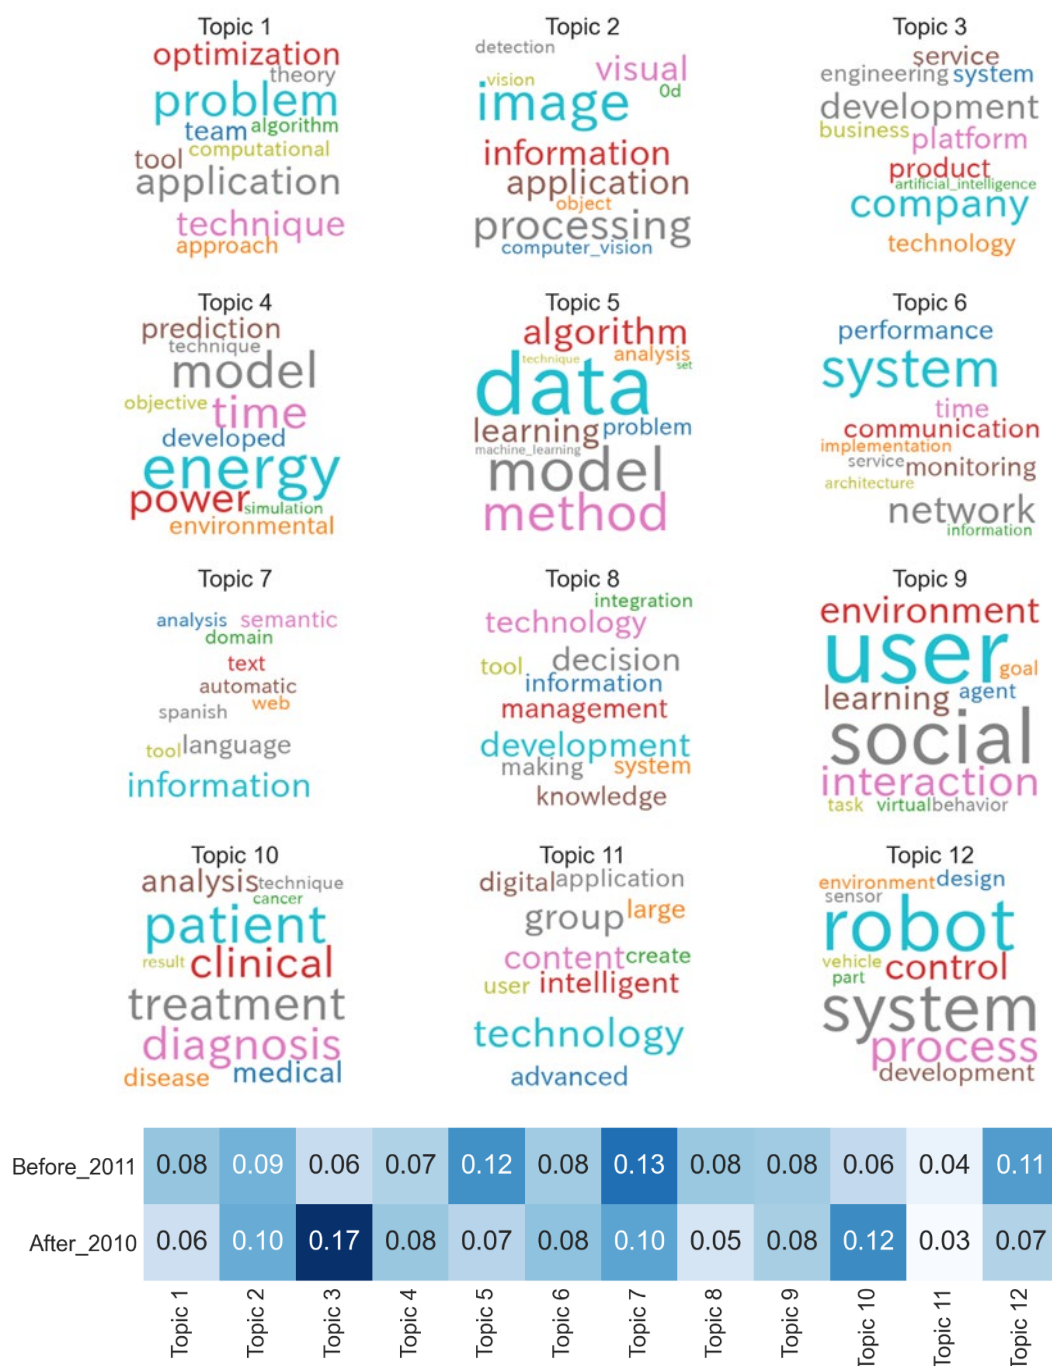 Topic 1
optimization
theory
problem
team algorithm
tool computational
application
technique
approach
Topic 2
detection
visual
vision
0d
image
information
application
object
processing
computer_vision
Topic 3
service
engineering system
development
business platform
product
artificial_intelligence
company
technology
Topic 4
prediction
technique
model
objective time
developed
energy
power simulation
environmental
Topic 5
algorithm
technique analysis
set
data
learning problem
machine_learning
model
method
Topic 6
performance
system
time
communication
implementation
service monitoring
architecture
network
information
Topic 7
analysis semantic
domain
text
automatic
web
spanish
tool language
information
Topic 8
integration
technology
tool decision
information
management
development
making system
knowledge
Topic 9
environment
user goal
learning agent
social
interaction
task virtual behavior
Topic 10
analysis technique
cancer
patient
result clinical
treatment
diagnosis
disease medical
Topic 11
digital application
group large
content create
user intelligent
technology
advanced
Topic 12
environment design
sensor
robot
vehicle control
part
system
process
development
Before_2011 0.08 0.09 0.06 0.07 0.12 0.08 0.13 0.08 0.08 0.06 0.04 0.11
After_2010 0.06 0.10 0.17 0.08 0.07 0.08 0.10 0.05 0.08 0.12 0.03 0.07
Topic 1 Topic 2 Topic 3 Topic 4 Topic 5 Topic 6 Topic 7 Topic 8 Topic 9 Topic 10 Topic 11 Topic 12